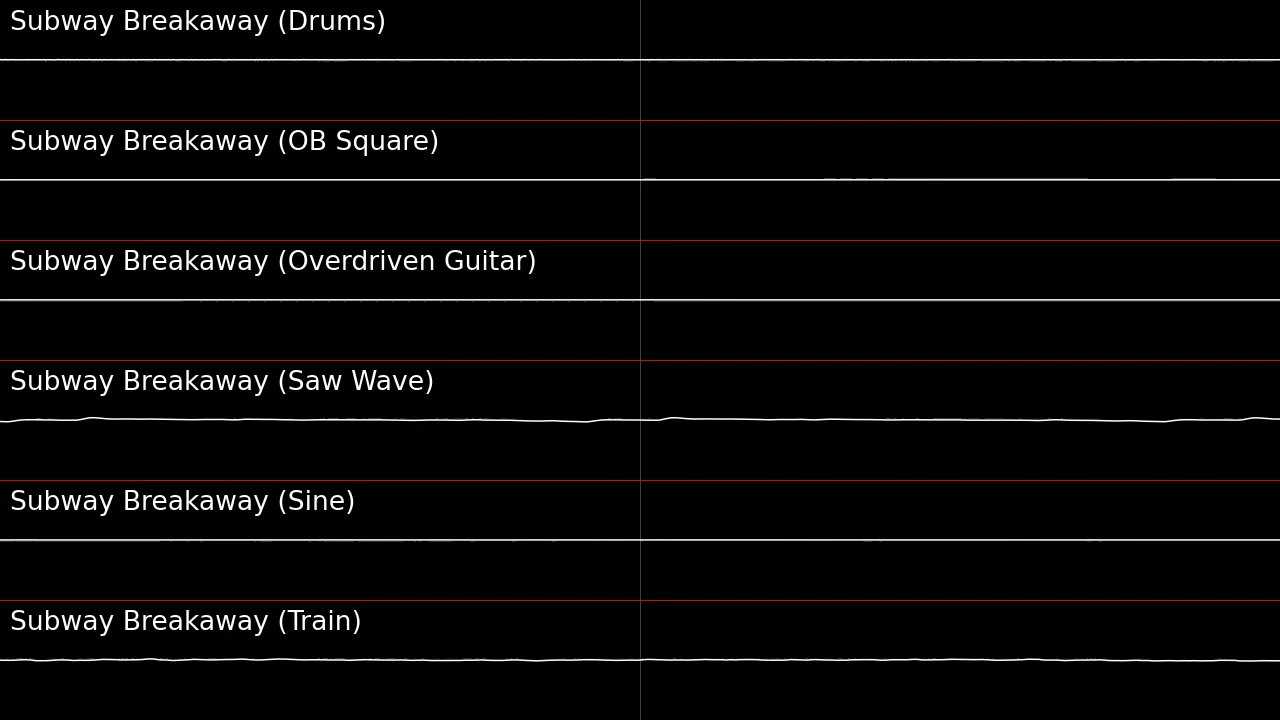 Subway Breakaway (Drums)
Subway Breakaway (OB Square)
Subway Breakaway (Overdriven Guitar)
Subway Breakaway (Saw Wave)
Subway Breakaway (Sine)
Subway Breakaway (Train)